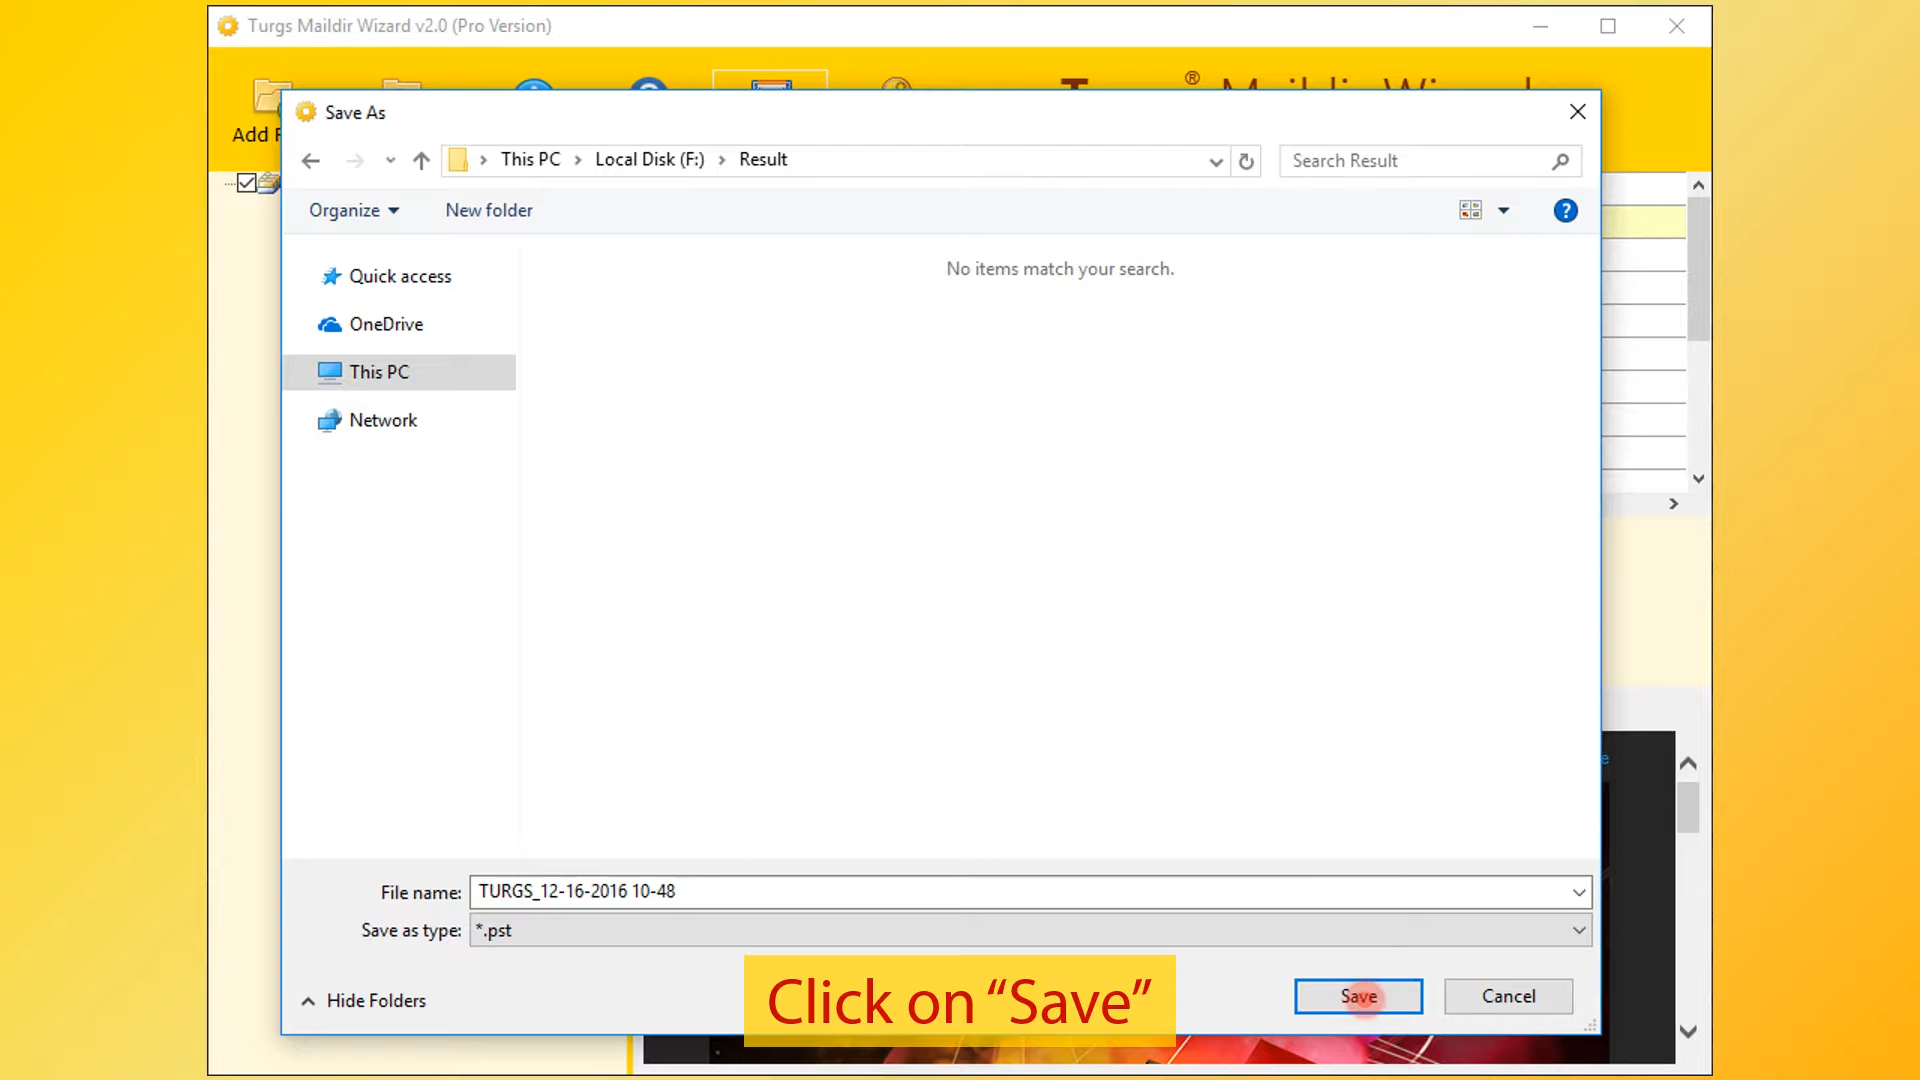 Turgs Maildir Wizard v2.0 (Pro Version)
Add
Save As
This PC > Local Disk (F:) > Result
Search Result
Organize
New folder
No items match your search.
Quick access
OneDrive
This PC
Network
File name: TURGS_12-16-2016 10-48
Save as type: *.pst
Hide Folders
Click on “Save”
Save
Cancel